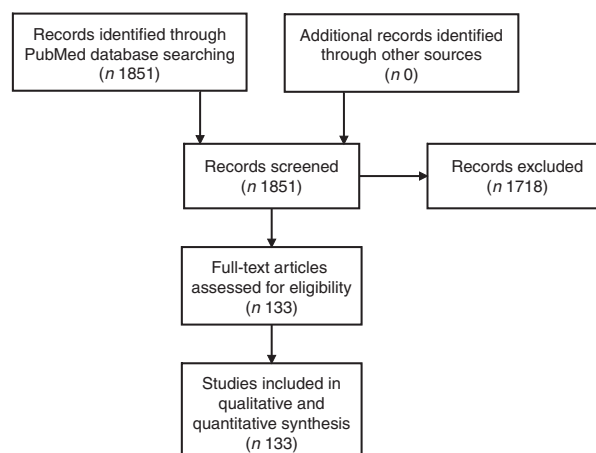 Records identified through
PubMed database searching
(n 1851)
Additional records identified
through other sources
(n 0)
Records screened
(n 1851)
Records excluded
(n 1718)
Full-text articles
assessed for eligibility
(n 133)
Studies included in
qualitative and
quantitative synthesis
(n 133)